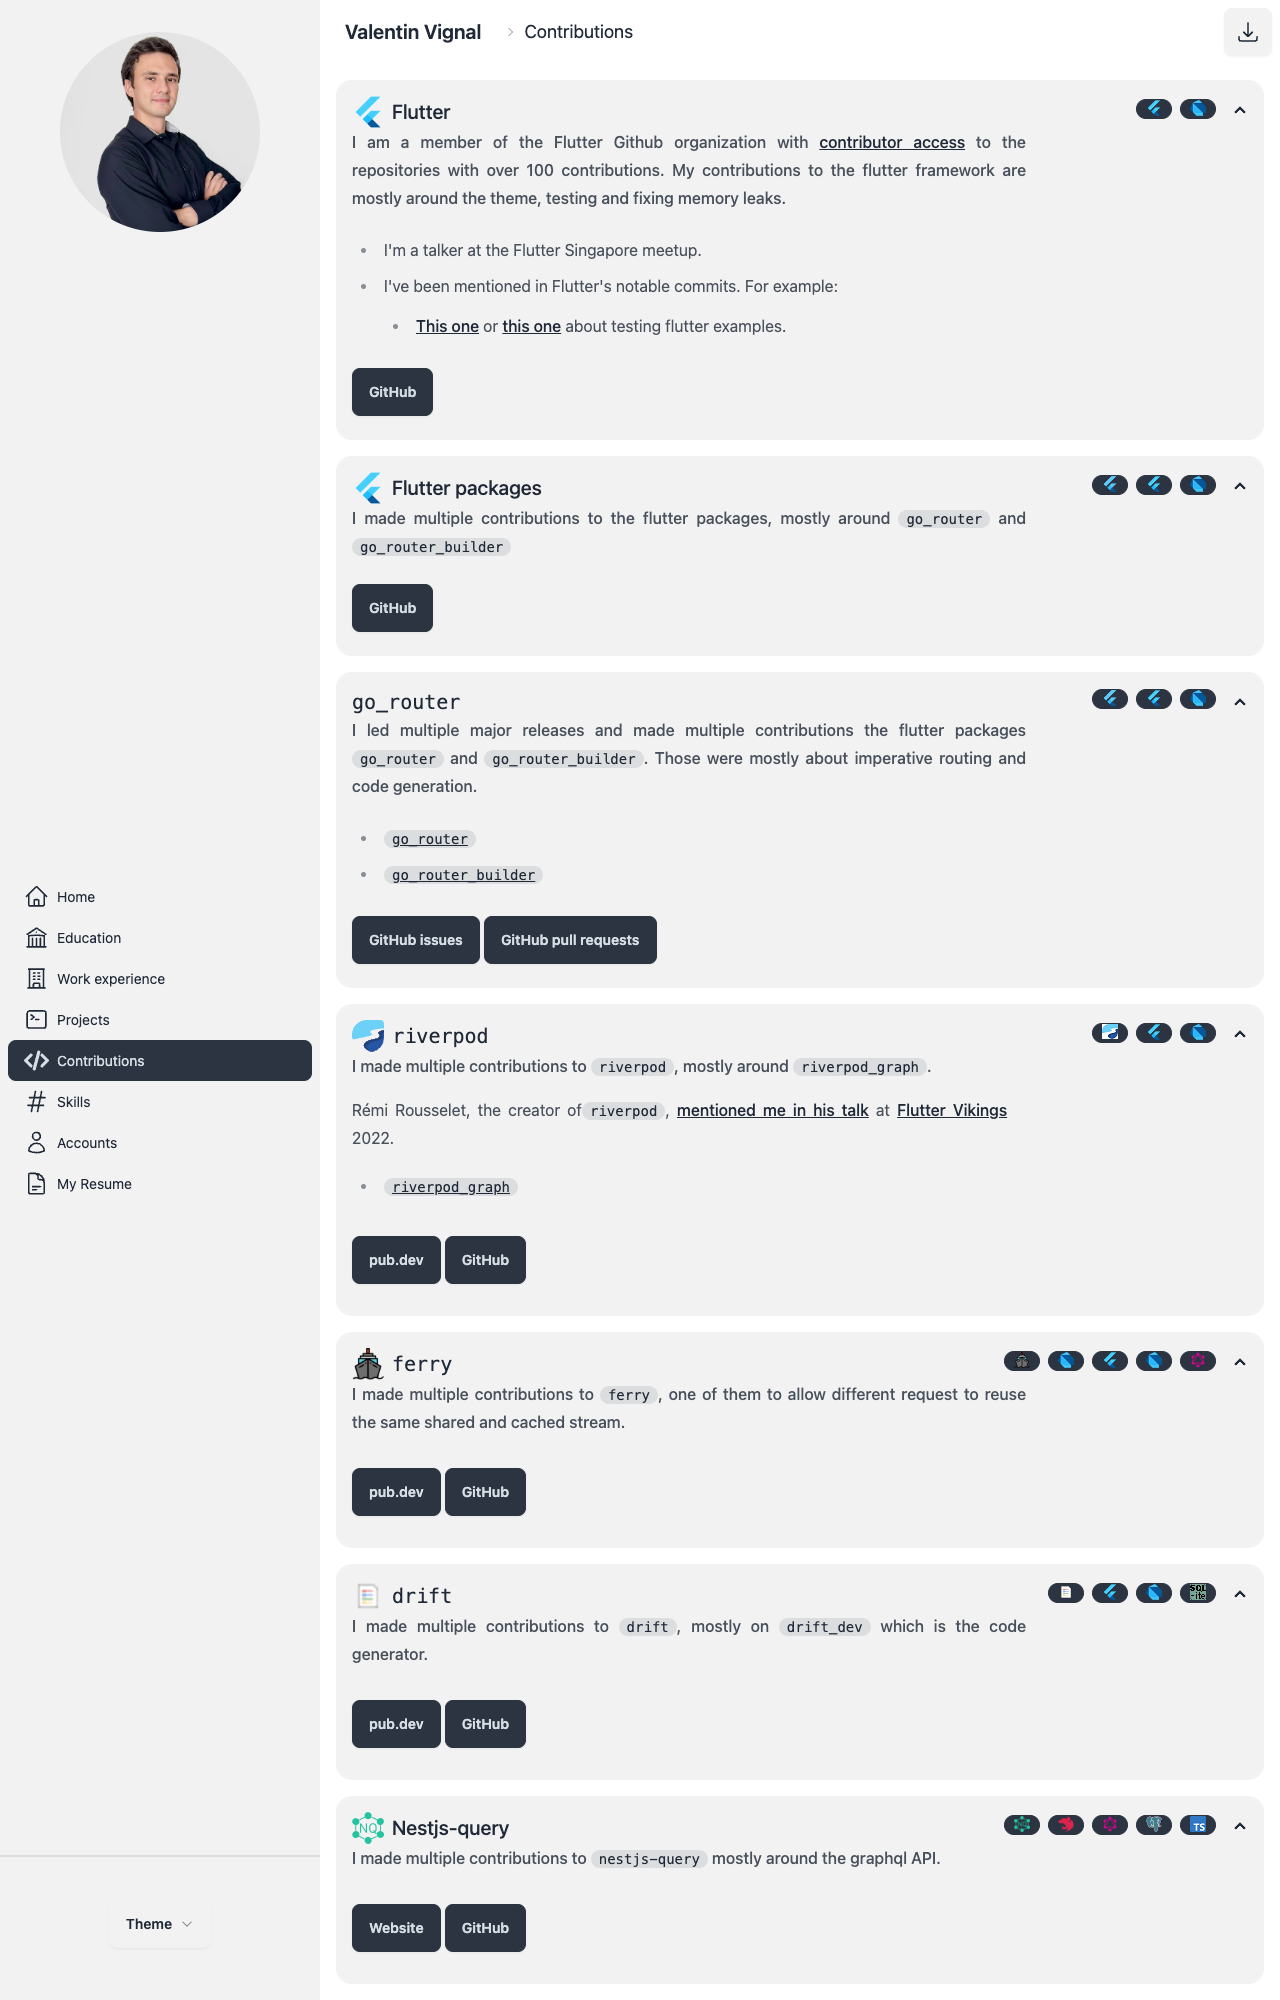 Valentin Vignal
Contributions
Flutter
I am a member of the Flutter Github organization with contributor access to the
repositories with over 100 contributions. My contributions to the flutter framework are
mostly around the theme, testing and fixing memory leaks.
I'm a talker at the Flutter Singapore meetup.
I've been mentioned in Flutter's notable commits. For example:
This one or this one about testing flutter examples.
GitHub
Flutter packages
I made multiple contributions to the flutter packages, mostly around go_router and
go_router_builder
GitHub
go_router
I led multiple major releases and made multiple contributions the flutter packages
go_router and go_router_builder. Those were mostly about imperative routing and
code generation.
go_router
go_router_builder
GitHub issues
GitHub pull requests
Home
Education
Work experience
Projects
Contributions
Skills
Accounts
My Resume
riverpod
I made multiple contributions to riverpod, mostly around riverpod_graph.
Rémi Rousselet, the creator of riverpod, mentioned me in his talk at Flutter Vikings
2022.
riverpod_graph
pub.dev
GitHub
ferry
I made multiple contributions to ferry, one of them to allow different request to reuse
the same shared and cached stream.
pub.dev
GitHub
drift
SQL
-ite
I made multiple contributions to drift, mostly on drift_dev which is the code
generator.
pub.dev
GitHub
NQ
Nestjs-query
TS
I made multiple contributions to nestjs-query mostly around the graphql API.
Website
GitHub
Theme